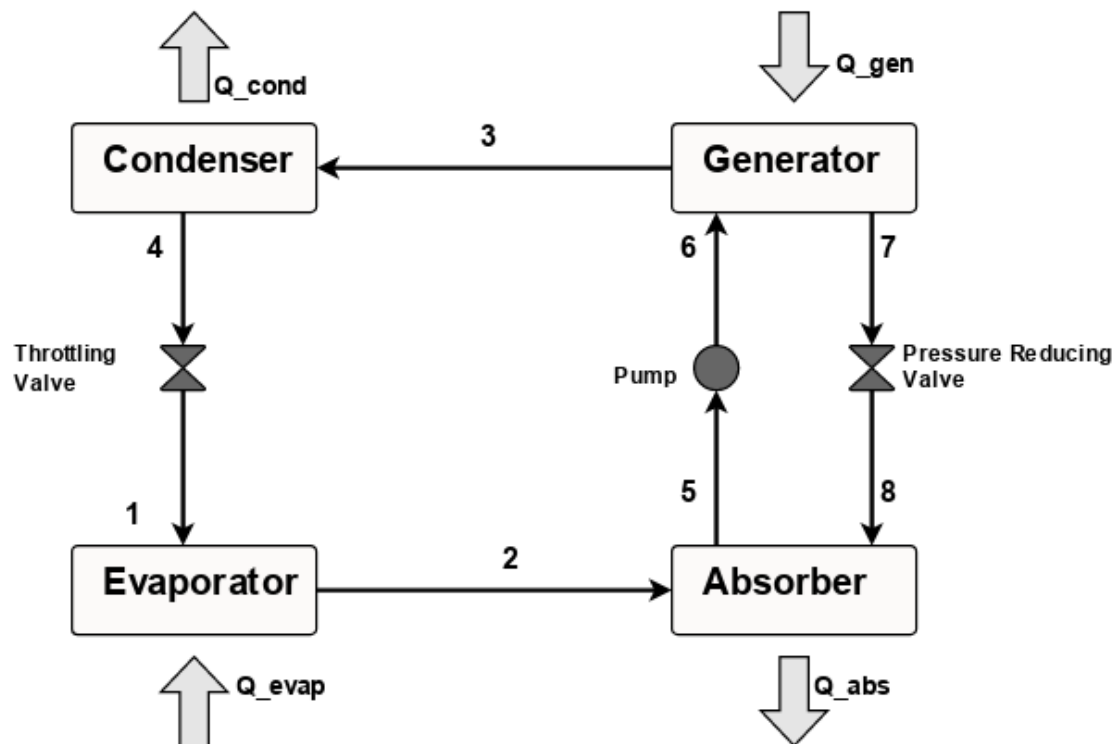 Q_cond
Q_gen
Condenser
3
Generator
4
6
7
Throttling
Valve
Pump
Pressure Reducing
Valve
1
5
8
Evaporator
2
Absorber
Q_evap
Q_abs